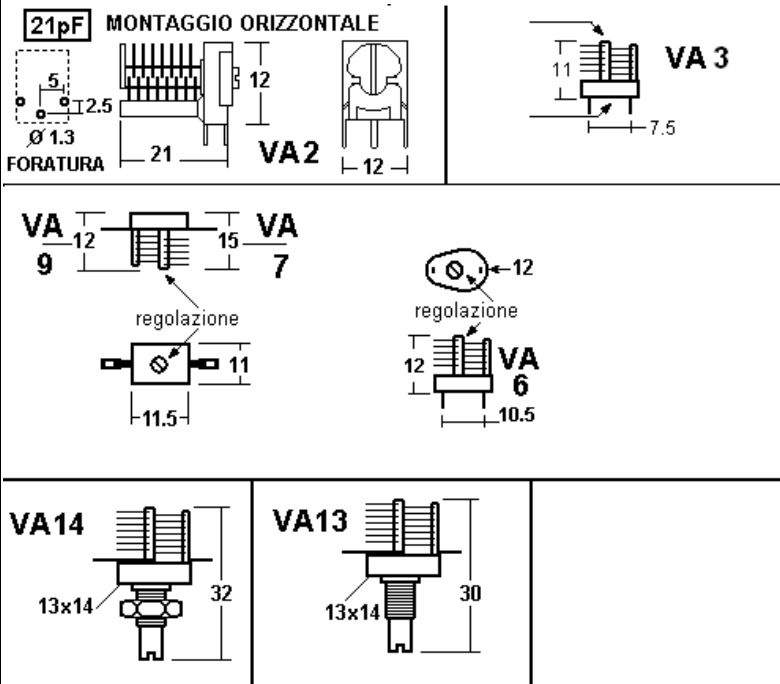 21pF MONTAGGIO ORIZZONTALE
5
2.5
Ø 1.3
FORATURA
21
12
VA2
12
11
VA 3
7.5
VA 9
12
15
VA 7
regolazione
11
11.5
12
regolazione
12
VA 6
10.5
VA14
13x14
32
VA13
13x14
30